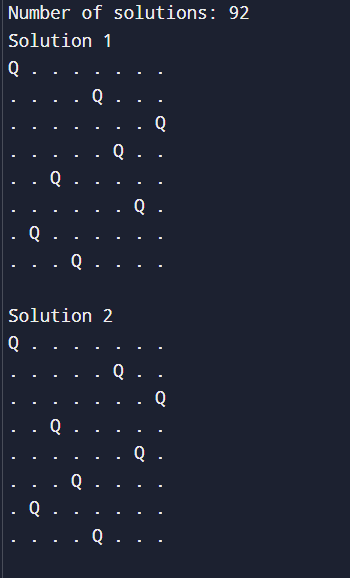 Number of solutions: 92
Solution 1
Q . . . . . . .
. . . . Q . . .
. . . . . . . Q
. . . . . Q . .
. . Q . . . . .
. . . . . . Q .
. Q . . . . . .
. . . Q . . . .
Solution 2
Q . . . . . . .
. . . . . Q . .
. . . . . . . Q
. . Q . . . . .
. . . . . . Q .
. . . Q . . . .
. Q . . . . . .
. . . . Q . . .